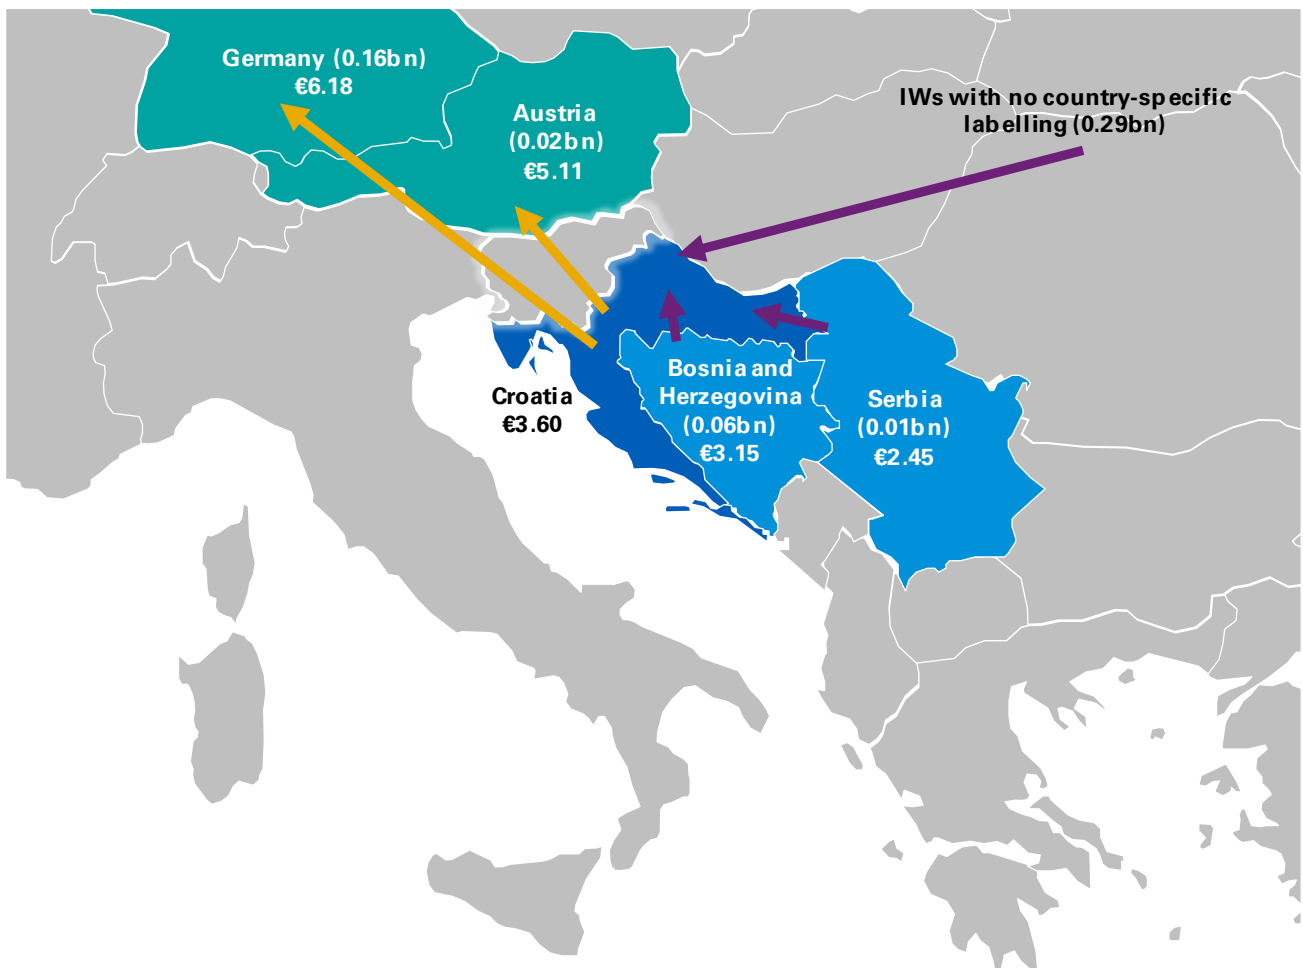 Germany (0.16bn)
€6.18
IWs with no country-specific
labelling (0.29bn)
Austria
(0.02bn)
€5.11
Croatia
€3.60
Bosnia and
Herzegovina
(0.06bn)
€3.15
Serbia
(0.01bn)
€2.45